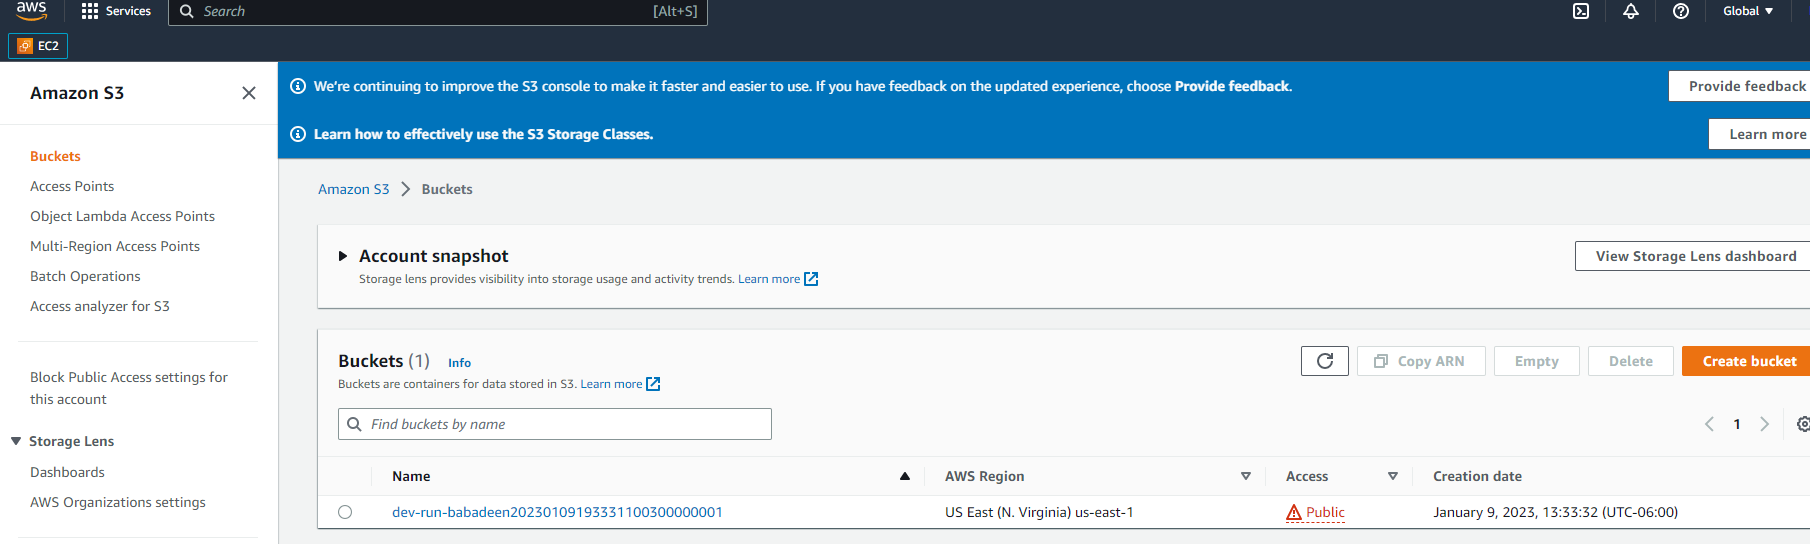 aws
Services
Search
[Alt+S]
Global
EC2
Amazon S3
We're continuing to improve the S3 console to make it faster and easier to use. If you have feedback on the updated experience, choose Provide feedback.
Provide feedback
Learn how to effectively use the S3 Storage Classes.
Learn more
Buckets
Access Points
Object Lambda Access Points
Multi-Region Access Points
Batch Operations
Access analyzer for S3
Block Public Access settings for
this account
Storage Lens
Dashboards
AWS Organizations settings
Amazon S3 > Buckets
Account snapshot
Storage lens provides visibility into storage usage and activity trends. Learn more
View Storage Lens dashboard
Buckets (1) Info
Buckets are containers for data stored in S3. Learn more
Copy ARN
Empty
Delete
Create bucket
Find buckets by name
1
Name AWS Region Access Creation date
dev-run-babadeen20230109193331100300000001 US East (N. Virginia) us-east-1 Public January 9, 2023, 13:33:32 (UTC-06:00)